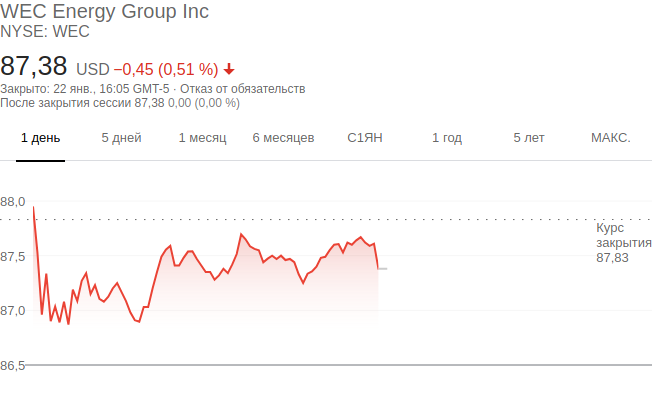 WEC Energy Group Inc
NYSE: WEC
87,38 USD −0,45 (0,51 %)
Закрыто: 22 янв., 16:05 GMT-5 · Отказ от обязательств
После закрытия сессии 87,38 0,00 (0,00 %)
1 день 5 дней 1 месяц 6 месяцев С1ЯН 1 год 5 лет МАКС.
88,0
Курс
закрытия
87,83
87,5
87,0
86,5